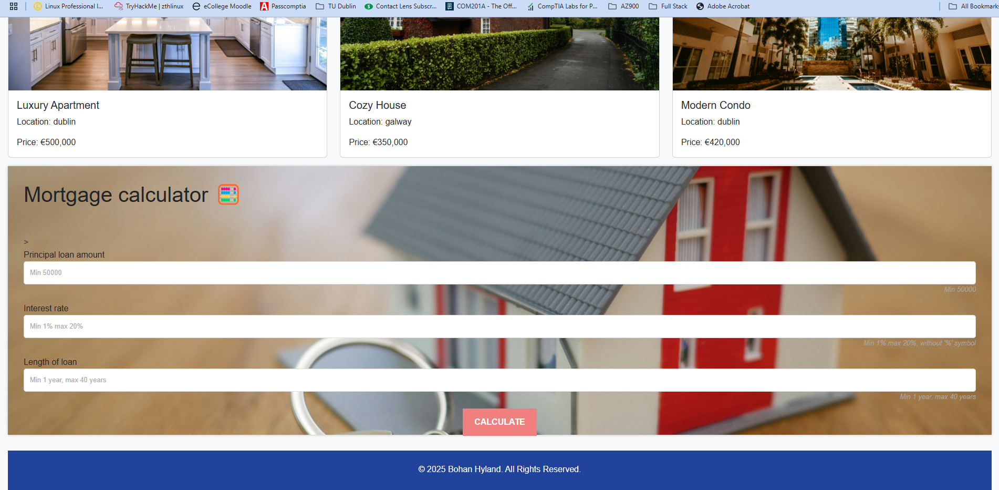 Linux Professional I...
TryHackMe | zthlinux
eCollege Moodle
Passcomptia
TU Dublin
Contact Lens Subscr...
COM201A - The Off...
CompTIA Labs for P...
AZ900
Full Stack
Adobe Acrobat
All Bookmarks
Luxury Apartment
Location: dublin
Price: €500,000
Cozy House
Location: galway
Price: €350,000
Modern Condo
Location: dublin
Price: €420,000
Mortgage calculator
>
Principal loan amount
Min 50000
Min 50000
Interest rate
Min 1% max 20%
Min 1% max 20%, without '%' symbol
Length of loan
Min 1 year, max 40 years
Min 1 year, max 40 years
CALCULATE
© 2025 Bohan Hyland. All Rights Reserved.